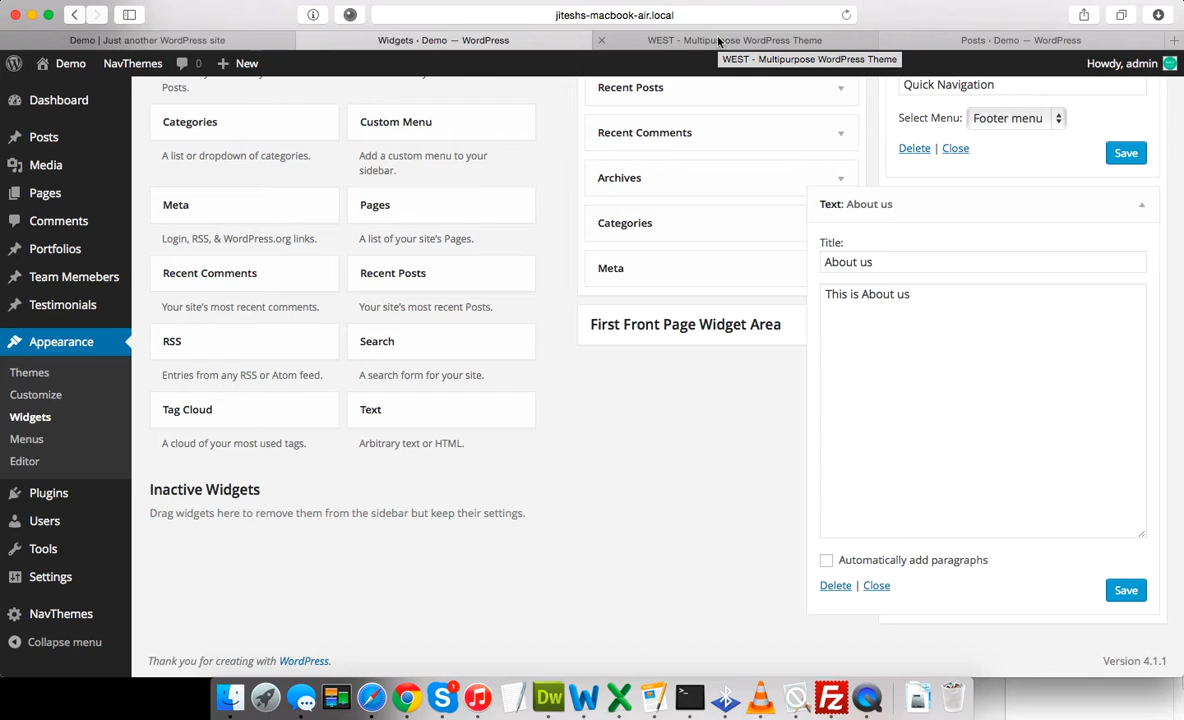 jiteshs-macbook-air.local
Demo | Just another WordPress site
Widgets ‹ Demo — WordPress
WEST - Multipurpose WordPress Theme
Posts ‹ Demo — WordPress
WEST - Multipurpose WordPress Theme
Demo
NavThemes
0
New
Howdy, admin
Dashboard
Posts
Media
Pages
Comments
Portfolios
Team Memebers
Testimonials
Appearance
Themes
Customize
Widgets
Menus
Editor
Plugins
Users
Tools
Settings
NavThemes
Collapse menu
Posts.
Categories
A list or dropdown of categories.
Custom Menu
Add a custom menu to your
sidebar.
Meta
Login, RSS, & WordPress.org links.
Pages
A list of your site's Pages.
Recent Comments
Your site's most recent comments.
Recent Posts
Your site's most recent Posts.
RSS
Entries from any RSS or Atom feed.
Search
A search form for your site.
Tag Cloud
A cloud of your most used tags.
Text
Arbitrary text or HTML.
Inactive Widgets
Drag widgets here to remove them from the sidebar but keep their settings.
Recent Posts
Recent Comments
Archives
Categories
Meta
First Front Page Widget Area
Quick Navigation
Select Menu: Footer menu
Delete | Close
Save
Text: About us
Title:
About us
This is About us
Automatically add paragraphs
Delete | Close
Save
Thank you for creating with WordPress.
Version 4.1.1
Dw
1
Fz